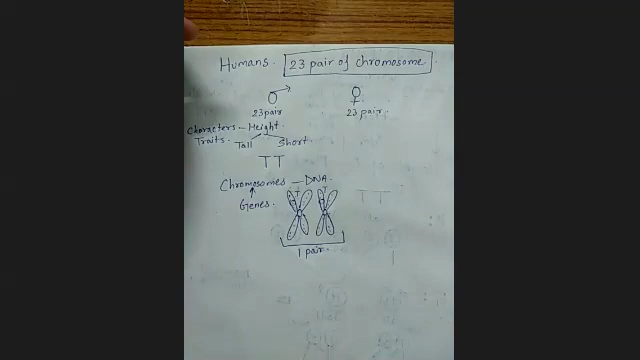 Humans. 23 pair of chromosome.
♂ ♀
23 pair 23 pair.
Characters - Height.
Traits. Tall Short
TT
Chromosomes - DNA.
T T
Genes.
1 pair.
TT